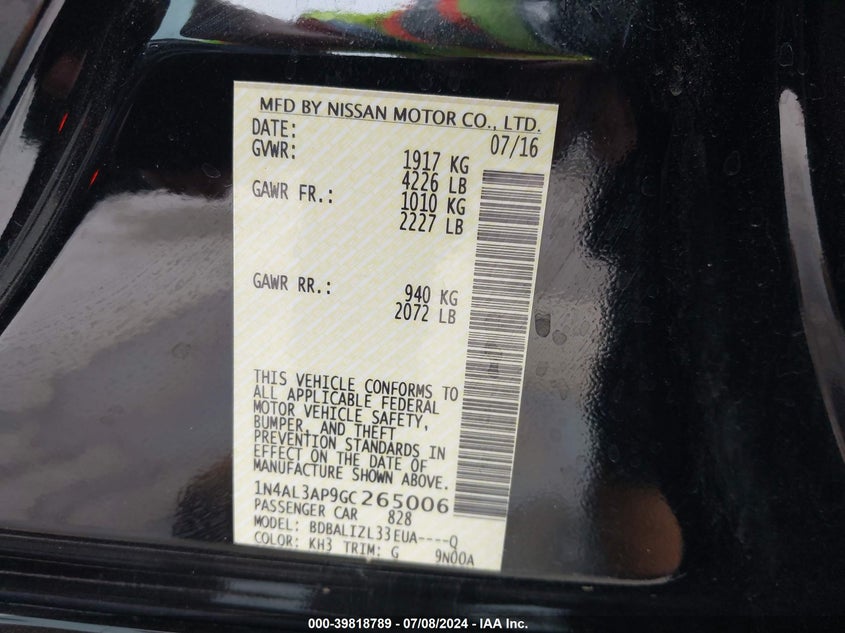 MFD BY NISSAN MOTOR CO., LTD.
DATE: 07/16
GVWR: 1917 KG
4226 LB
GAWR FR.: 1010 KG
2227 LB
GAWR RR.: 940 KG
2072 LB
THIS VEHICLE CONFORMS TO
ALL APPLICABLE FEDERAL
MOTOR VEHICLE SAFETY,
BUMPER, AND THEFT
PREVENTION STANDARDS IN
EFFECT ON THE DATE OF
MANUFACTURE SHOWN ABOVE.
1N4AL3AP9GC265006
PASSENGER CAR 828
MODEL: BDBALIZL33EUA----Q
COLOR: KH3 TRIM: G 9N00A
000-39818789 - 07/08/2024 - IAA Inc.